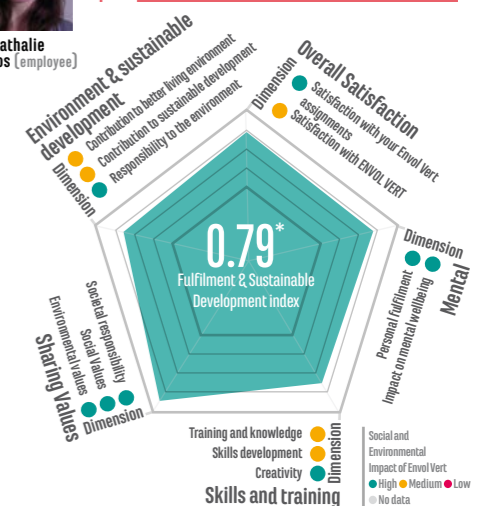 athalie
os (employee)
Environment & sustainable
development
Dimension
Contribution to better living environment
Contribution to sustainable development
Responsibility to the environment
Overall Satisfaction
Dimension
Satisfaction with your Envol Vert
assignments
Satisfaction with ENVOL VERT
0.79*
Fulfilment & Sustainable
Development index
Dimension
Mental
Personal Fulfilment
Impact on mental wellbeing
Sharing Values
Dimension
Environmental values
Social Values
Societal responsibility
Training and knowledge
Skills development
Creativity
Dimension
Skills and training
Social and
Environmental
Impact of Envol Vert
High Medium Low
No data